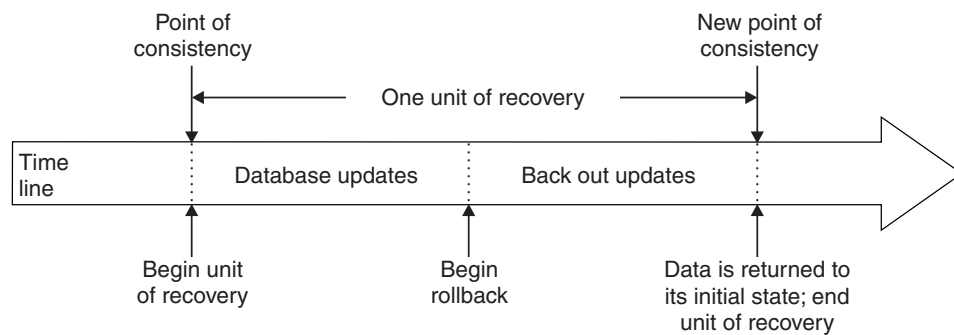 Point of
consistency
New point of
consistency
One unit of recovery
Time
line
Database updates
Back out updates
Begin unit
of recovery
Begin
rollback
Data is returned to
its initial state; end
unit of recovery